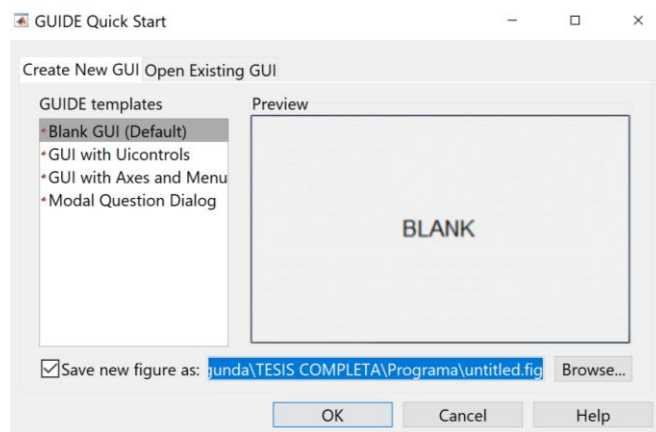 GUIDE Quick Start
Create New GUI Open Existing GUI
GUIDE templates
Preview
Blank GUI (Default)
GUI with Uicontrols
GUI with Axes and Menu
Modal Question Dialog
BLANK
Save new figure as: gunda\TESIS COMPLETA\Programa\untitled.fig Browse...
OK Cancel Help